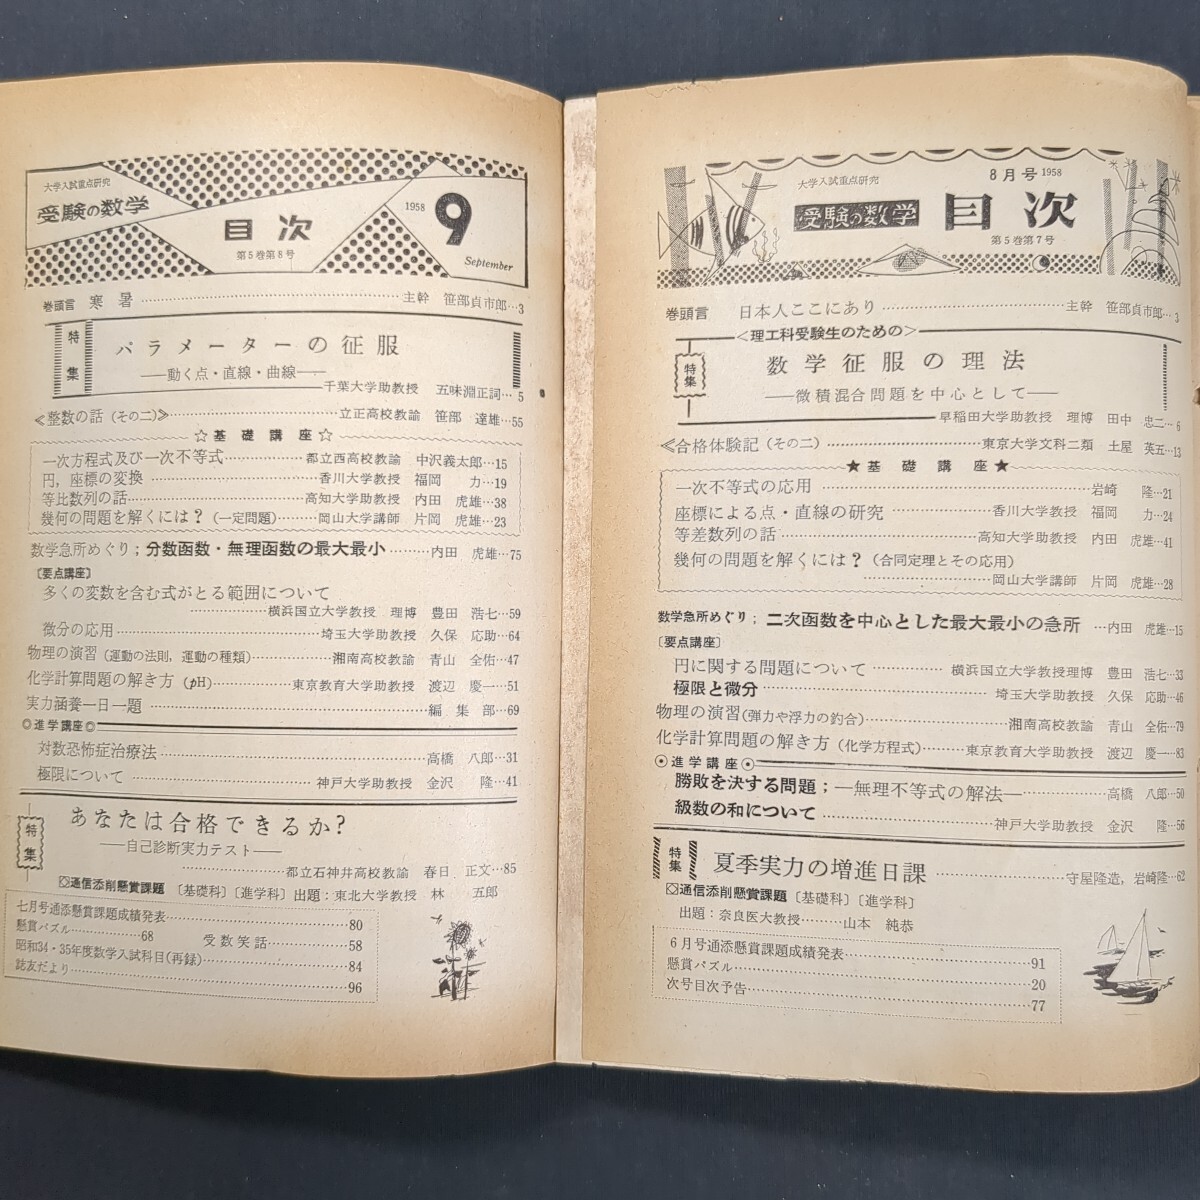 大学入試重点研究
受験の数学
目次
第5巻第8号
1958
9
September
巻頭言 寒暑……主幹 笹部貞市郎…3
特集
パラメーターの征服
―動く点・直線・曲線―
千葉大学助教授 五味淵正詞…5
≪整数の話(その二)≫……立正高校教諭 笹部 達雄…55
☆基礎講座☆
一次方程式及び一次不等式……都立西高校教諭 中沢義太郎…15
円,座標の変換……香川大学教授 福岡 力…19
等比数列の話……高知大学助教授 内田 虎雄…38
幾何の問題を解くには?(一定問題)……岡山大学講師 片岡 虎雄…23
数学急所めぐり;分数函数・無理函数の最大最小……内田 虎雄…75
〔要点講座〕
多くの変数を含む式がとる範囲について
……横浜国立大学教授 理博 豊田 浩七…59
微分の応用……埼玉大学助教授 久保 応助…64
物理の演習(運動の法則,運動の種類)……湘南高校教諭 青山 全佑…47
化学計算問題の解き方(pH)……東京教育大学助教授 渡辺 慶一…51
実力涵養一日一題……編集部…69
◎進学講座◎
対数恐怖症治療法……高橋 八郎…31
極限について……神戸大学助教授 金沢 隆…41
特集
あなたは合格できるか?
―自己診断実力テスト―
……都立石神井高校教諭 春日 正文…85
◇通信添削懸賞課題〔基礎科〕〔進学科〕出題:東北大学教授 林 五郎
七月号通添懸賞課題成績発表……80
懸賞パズル……68 受数笑話……58
昭和34・35年度数学入試科目(再録)……84
誌友だより……96
大学入試重点研究
8月号 1958
受験の数学 目次
第5巻第7号
巻頭言 日本人ここにあり……主幹 笹部貞市郎…3
<理工科受験生のための>
特集
数学征服の理法
―微積混合問題を中心として―
早稲田大学助教授 理博 田中 忠二…6
≪合格体験記(その二)……東京大学文科二類 土屋 英五…13
★基礎講座★
一次不等式の応用……岩崎 隆…21
座標による点・直線の研究……香川大学教授 福岡 力…24
等差数列の話……高知大学助教授 内田 虎雄…41
幾何の問題を解くには?(合同定理とその応用)
……岡山大学講師 片岡 虎雄…28
数学急所めぐり;二次函数を中心とした最大最小の急所…内田 虎雄…15
〔要点講座〕
円に関する問題について……横浜国立大学教授理博 豊田 浩七…33
極限と微分……埼玉大学助教授 久保 応助…46
物理の演習(弾力や浮力の釣合)……湘南高校教諭 青山 全佑…79
化学計算問題の解き方(化学方程式)……東京教育大学助教授 渡辺 慶一…83
⊙進学講座⊙
勝敗を決する問題;―無理不等式の解法―……高橋 八郎…50
級数の和について……神戸大学助教授 金沢 隆…56
特集
夏季実力の増進日課……守屋隆造,岩崎隆…62
◇通信添削懸賞課題〔基礎科〕〔進学科〕
出題:奈良医大教授……山本 純恭
6月号通添懸賞課題成績発表……91
懸賞パズル……20
次号目次予告……77